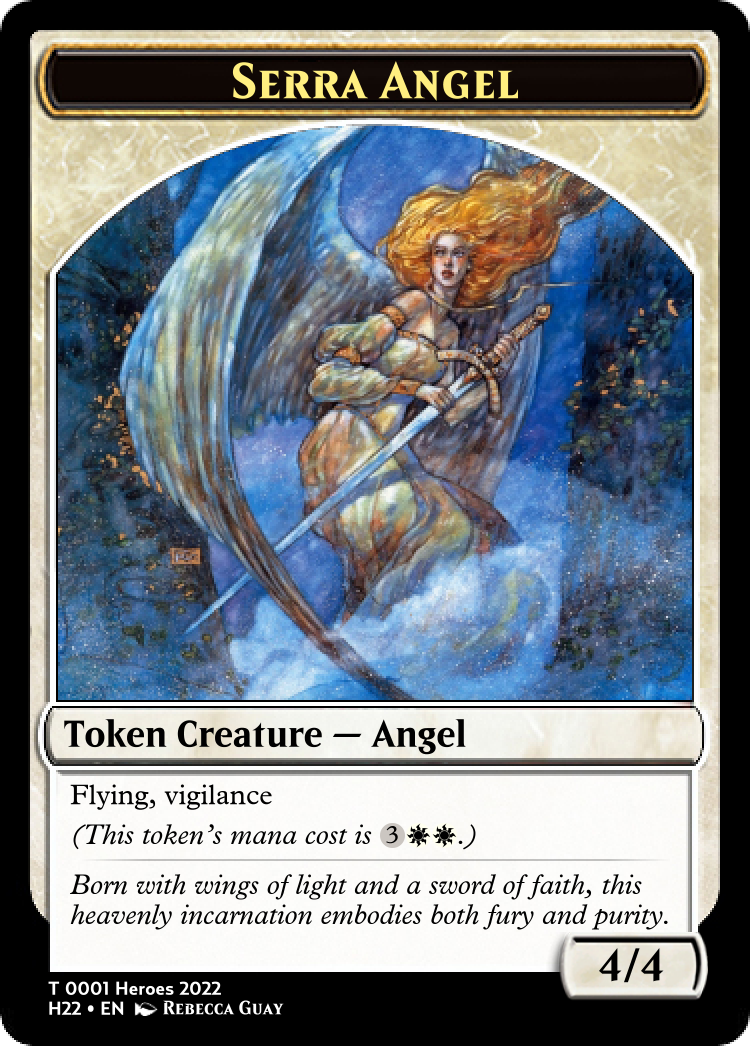 Serra Angel
Token Creature — Angel
Flying, vigilance
(This token's mana cost is 3.)
Born with wings of light and a sword of faith, this
heavenly incarnation embodies both fury and purity.
4/4
T 0001 Heroes 2022
H22 • EN Rebecca Guay